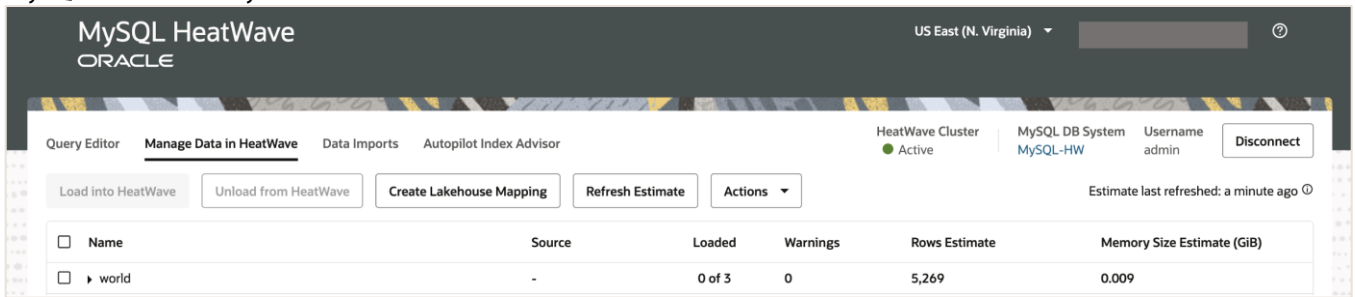 MySQL HeatWave
ORACLE
US East (N. Virginia)
Query Editor Manage Data in HeatWave Data Imports Autopilot Index Advisor
HeatWave Cluster MySQL DB System Username
Active MySQL-HW admin Disconnect
Load into HeatWave Unload from HeatWave Create Lakehouse Mapping Refresh Estimate Actions Estimate last refreshed: a minute ago
Name Source Loaded Warnings Rows Estimate Memory Size Estimate (GiB)
world - 0 of 3 0 5,269 0.009